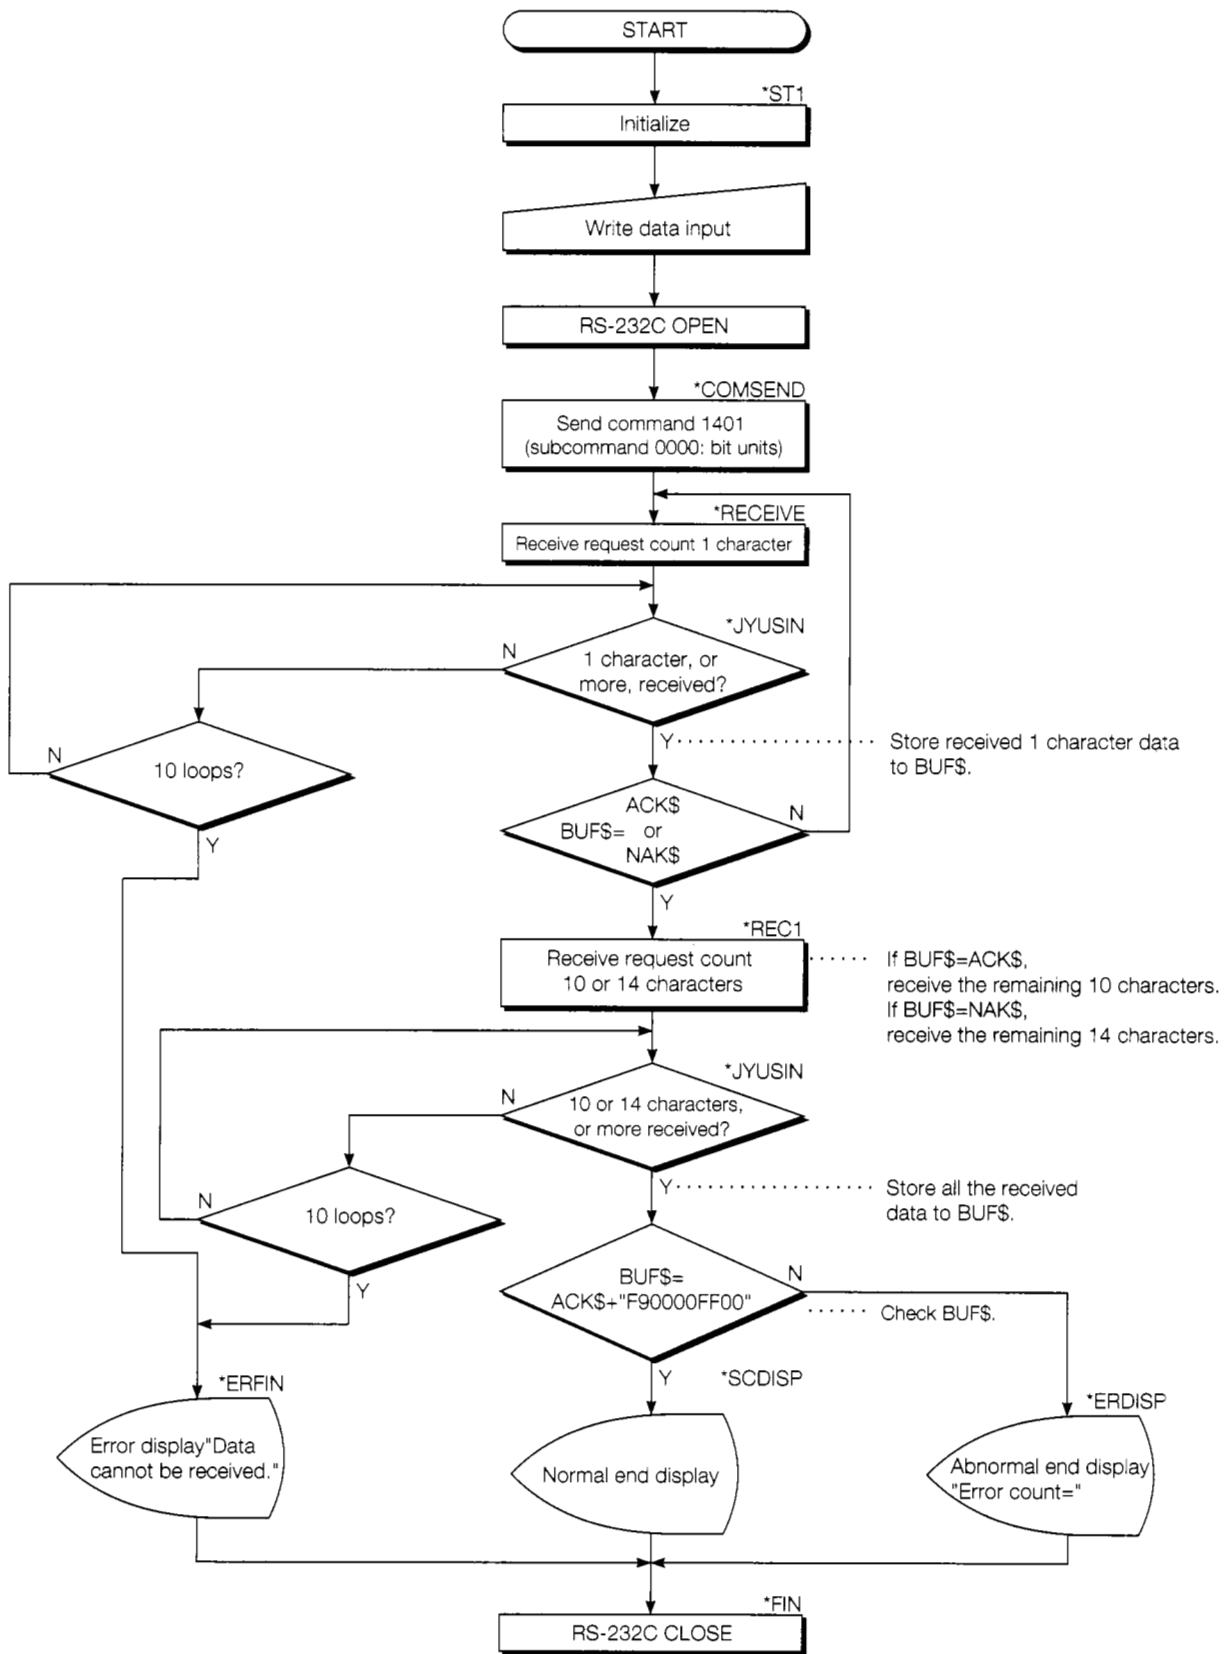 START
*ST1
Initialize
Write data input
RS-232C OPEN
*COMSEND
Send command 1401
(subcommand 0000: bit units)
*RECEIVE
Receive request count 1 character
*JYUSIN
N
1 character, or
more, received?
Y
Store received 1 character data
to BUF$.
N
10 loops?
Y
ACK$
BUF$= or
NAK$
N
Y
*REC1
Receive request count
10 or 14 characters
If BUF$=ACK$,
receive the remaining 10 characters.
If BUF$=NAK$,
receive the remaining 14 characters.
*JYUSIN
N
10 or 14 characters,
or more received?
Y
Store all the received
data to BUF$.
N
10 loops?
Y
BUF$=
ACK$+"F90000FF00"
N
Check BUF$.
Y
*SCDISP
*ERFIN
Error display"Data
cannot be received."
Normal end display
*ERDISP
Abnormal end display
"Error count="
*FIN
RS-232C CLOSE